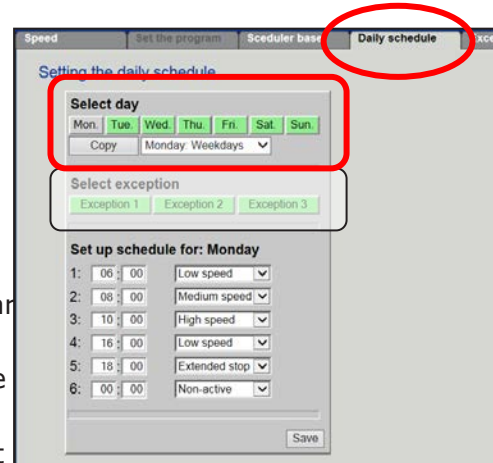 Speed Set the program Sceduler base Daily schedule Exce
Setting the daily schedule
Select day
Mon. Tue. Wed. Thu. Fri. Sat. Sun.
Copy Monday: Weekdays
Select exception
Exception 1 Exception 2 Exception 3
Set up schedule for: Monday
1: 06 : 00 Low speed
2: 08 : 00 Medium speed
3: 10 : 00 High speed
4: 16 : 00 Low speed
5: 18 : 00 Extended stop
6: 00 : 00 Non-active
Save